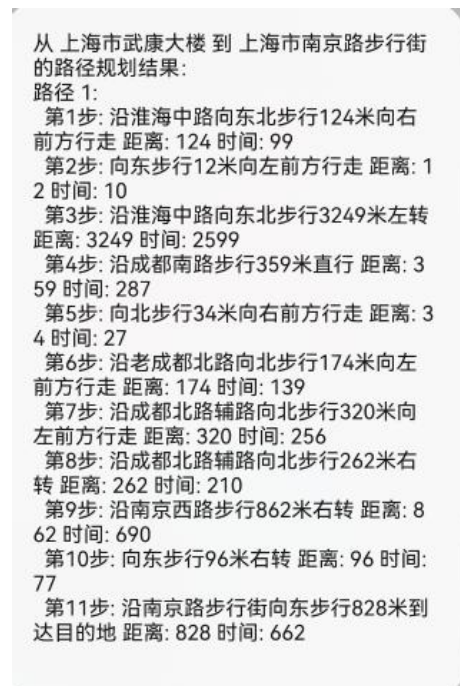 从 上海市武康大楼 到 上海市南京路步行街
的路径规划结果:
路径 1:
第1步: 沿淮海中路向东北步行124米向右
前方行走 距离: 124 时间: 99
第2步: 向东步行12米向左前方行走 距离: 1
2 时间: 10
第3步: 沿淮海中路向东北步行3249米左转
距离: 3249 时间: 2599
第4步: 沿成都南路步行359米直行 距离: 3
59 时间: 287
第5步: 向北步行34米向右前方行走 距离: 3
4 时间: 27
第6步: 沿老成都北路向北步行174米向左
前方行走 距离: 174 时间: 139
第7步: 沿成都北路辅路向北步行320米向
左前方行走 距离: 320 时间: 256
第8步: 沿成都北路辅路向北步行262米右
转 距离: 262 时间: 210
第9步: 沿南京西路步行862米右转 距离: 8
62 时间: 690
第10步: 向东步行96米右转 距离: 96 时间:
77
第11步: 沿南京路步行街向东步行828米到
达目的地 距离: 828 时间: 662